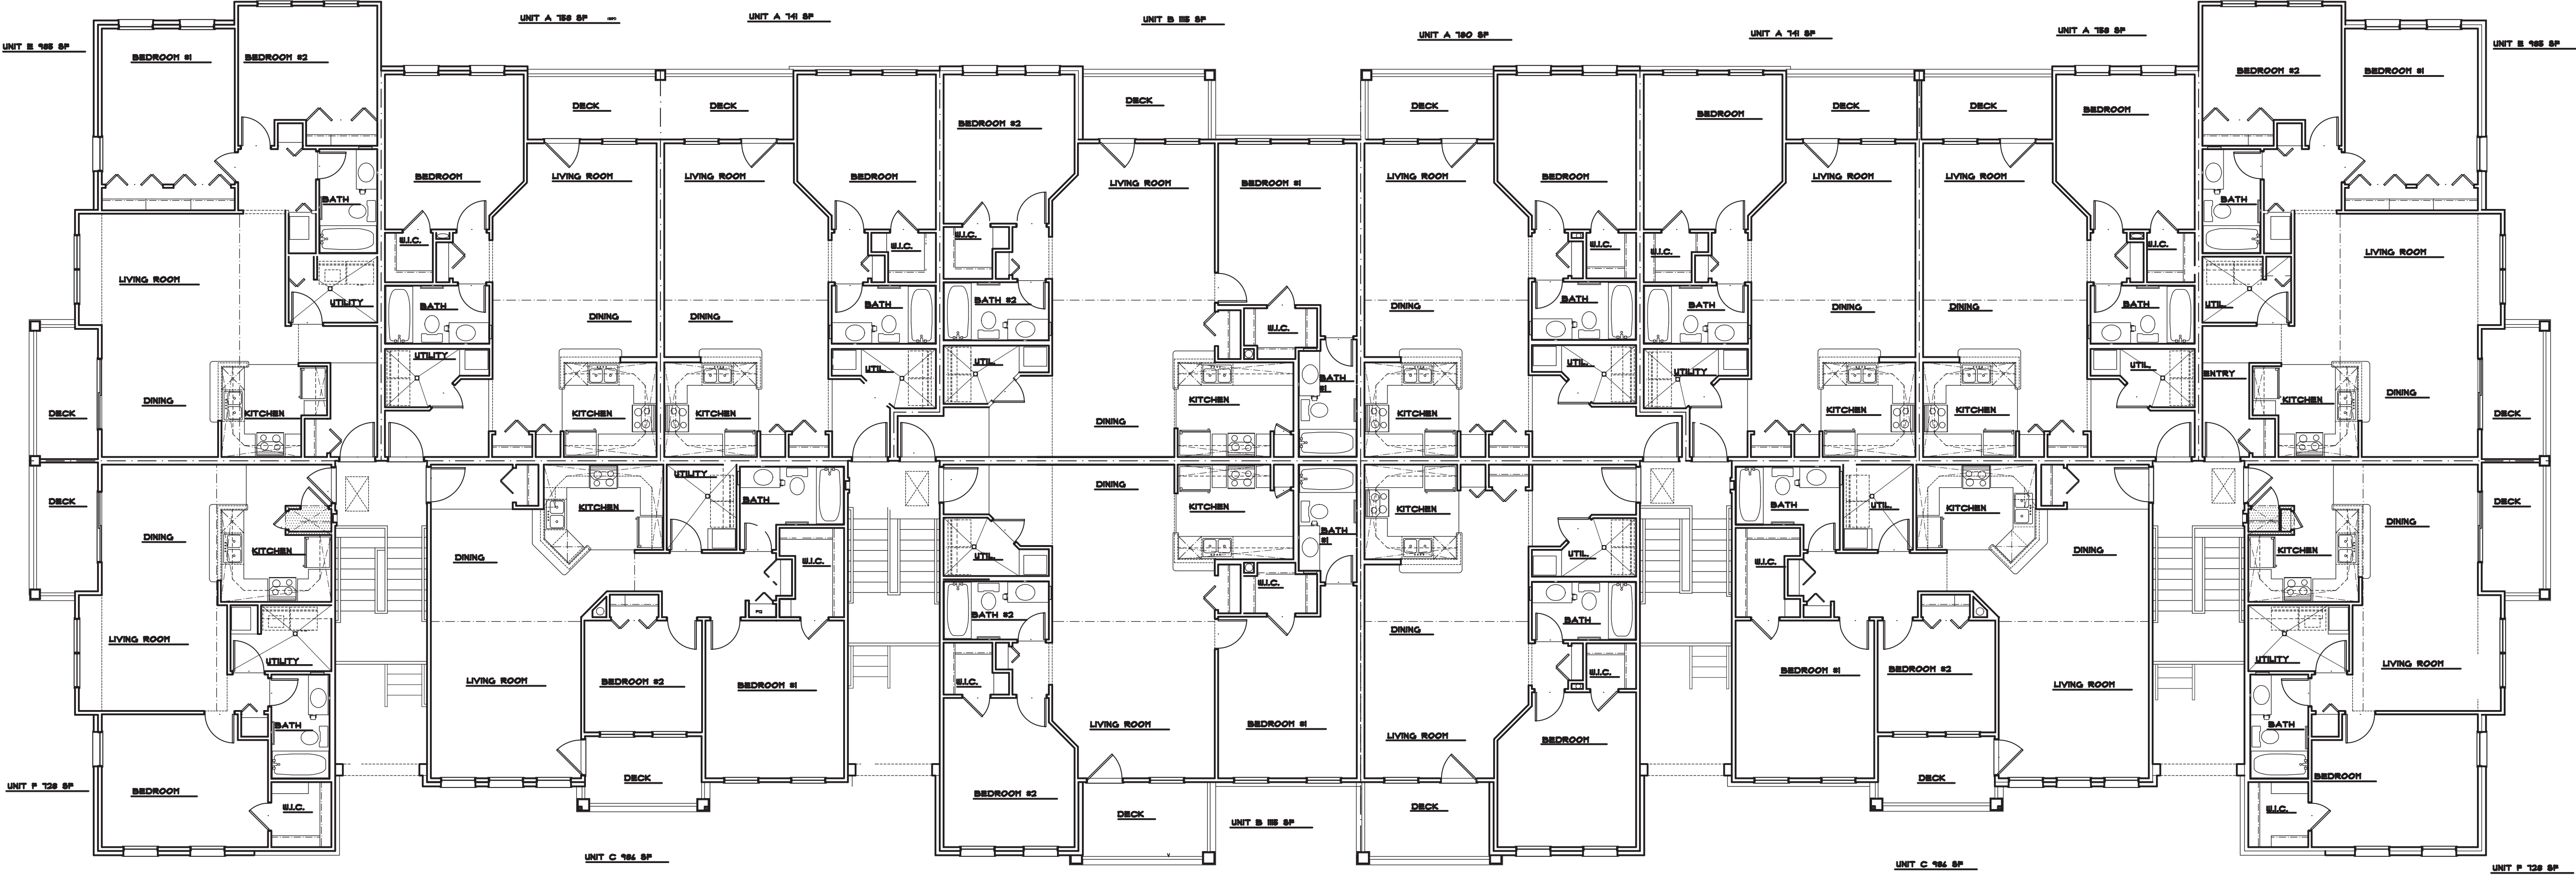 UNIT A 758 SF
UNIT A 741 SF
UNIT B 1115 SF
UNIT A 780 SF
UNIT A 741 SF
UNIT A 758 SF
UNIT E 985 SF
UNIT E 985 SF
BEDROOM #1
BEDROOM #2
BEDROOM #2
BEDROOM #1
DECK
DECK
DECK
DECK
DECK
DECK
BEDROOM #2
BEDROOM
BEDROOM
BEDROOM
LIVING ROOM
LIVING ROOM
BEDROOM
LIVING ROOM
BEDROOM #1
LIVING ROOM
BEDROOM
LIVING ROOM
LIVING ROOM
BATH
BATH
W.I.C.
W.I.C.
W.I.C.
W.I.C.
W.I.C.
W.I.C.
LIVING ROOM
LIVING ROOM
UTILITY
BATH
BATH
BATH #2
BATH
BATH
BATH
UTIL.
DINING
DINING
DINING
DINING
DINING
W.I.C.
UTILITY
UTIL.
UTIL.
UTIL.
UTILITY
UTIL.
ENTRY
BATH
#1
DINING
KITCHEN
KITCHEN
KITCHEN
KITCHEN
KITCHEN
KITCHEN
KITCHEN
KITCHEN
DINING
DECK
DINING
DECK
DECK
UTILITY
DINING
DECK
BATH
BATH
UTIL.
KITCHEN
KITCHEN
KITCHEN
KITCHEN
DINING
DINING
KITCHEN
BATH
#1
KITCHEN
DINING
DINING
UTIL.
UTIL.
W.I.C.
W.I.C.
W.I.C.
BATH #2
BATH
DINING
LIVING ROOM
UTILITY
LIVING ROOM
UTILITY
LIVING ROOM
BEDROOM #2
BEDROOM #1
W.I.C.
W.I.C.
BEDROOM #1
BEDROOM #2
LIVING ROOM
BATH
LIVING ROOM
BEDROOM #1
LIVING ROOM
BEDROOM
BATH
DECK
DECK
BEDROOM
BEDROOM
UNIT F 728 SF
W.I.C.
BEDROOM #2
DECK
DECK
W.I.C.
UNIT B 1115 SF
UNIT C 986 SF
UNIT C 986 SF
UNIT F 728 SF